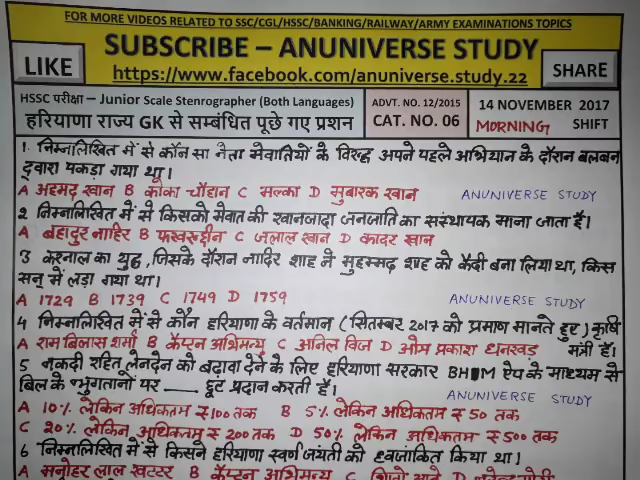 FOR MORE VIDEOS RELATED TO SSC/CGL/HSSC/BANKING/RAILWAY/ARMY EXAMINATIONS TOPICS
SUBSCRIBE – ANUNIVERSE STUDY
LIKE
https://www.facebook.com/anuniverse.study.22
SHARE
HSSC परीक्षा – Junior Scale Stenrographer (Both Languages)
हरियाणा राज्य GK से सम्बंधित पूछे गए प्रशन
ADVT. NO. 12/2015
CAT. NO. 06
14 NOVEMBER 2017
MORNING SHIFT
1 निम्नलिखित में से कौन सा नेता मेवातियों के विरुद्ध अपने पहले अभियान के दौरान बलबन
द्वारा पकड़ा गया था।
A अहमद खान B काका चौहान C मल्का D मुबारक खान
ANUNIVERSE STUDY
2 निम्नलिखित में से किसको मेवात की खानजादा जनजाति का संस्थापक माना जाता है।
A बहादुर नाहिर B फखरुद्दीन C जलाल खान D कादर खान
3 करनाल का युद्ध, जिसके दौरान नादिर शाह ने मुहम्मद शाह को कैदी बना लिया था, किस
सन् में लड़ा गया था।
A 1729 B 1739 C 1749 D 1759
ANUNIVERSE STUDY
4 निम्नलिखित में से कौन हरियाणा के वर्तमान (सितम्बर 2017 को प्रमाण मानते हुए) कृषि
मंत्री हैं।
A राम बिलास शर्मा B कैप्टन अभिमन्यु C अनिल विज D ओम प्रकाश धनखड़
5 नकदी रहित लेनदेन को बढ़ावा देने के लिए हरियाणा सरकार BHIM ऐप के माध्यम से
बिल के भुगतानों पर ____ छूट प्रदान करती है।
ANUNIVERSE STUDY
A 10% लेकिन अधिकतम ₹100 तक B 5% लेकिन अधिकतम ₹ 50 तक
C 20% लेकिन अधिकतम ₹ 200 तक D 50% लेकिन अधिकतम ₹ 500 तक
6 निम्नलिखित में से किसने हरियाणा स्वर्ण जयंती को ध्वजांकित किया था।
A मनोहर लाल खट्टर B कैप्टन अभिमन्यु C D